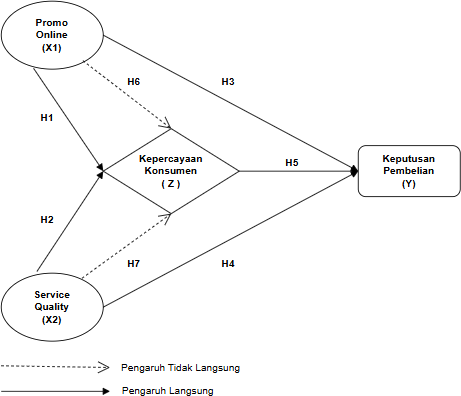 Promo
Online
(X1)
H6
H3
H1
Kepercayaan
Konsumen
( Z )
H5
Keputusan
Pembelian
(Y)
H2
H7
H4
Service
Quality
(X2)
Pengaruh Tidak Langsung
Pengaruh Langsung